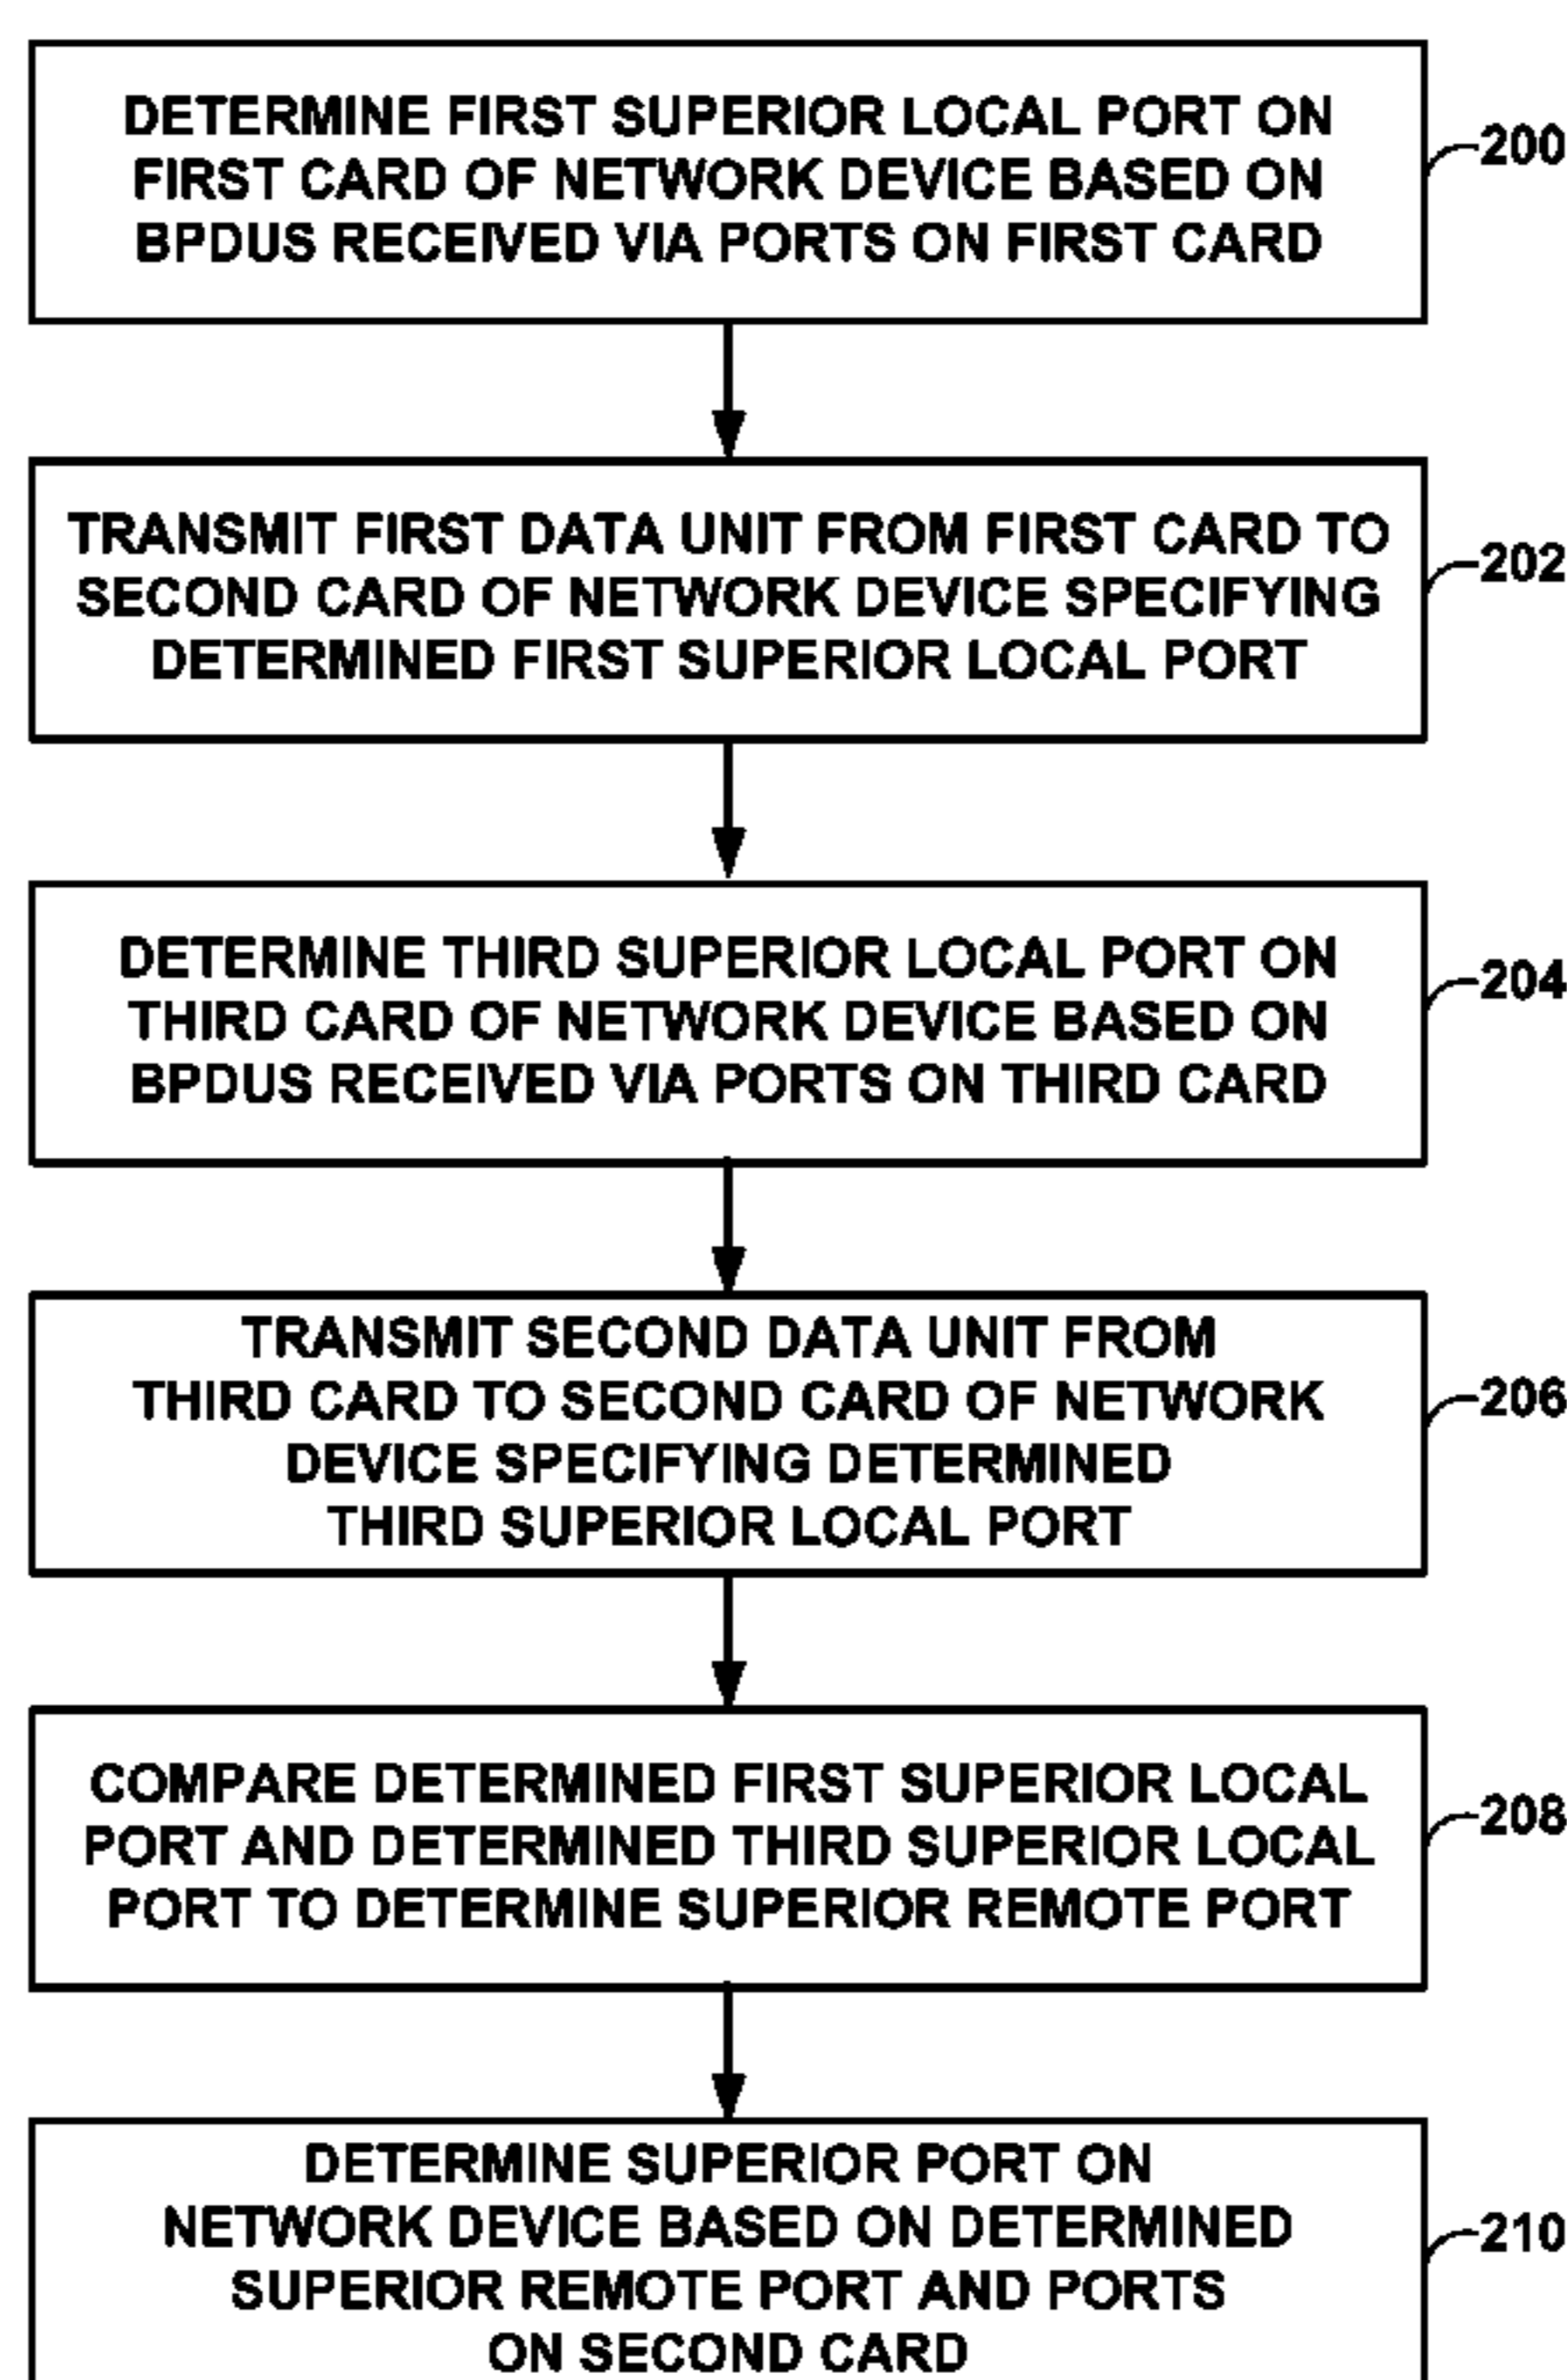 DETERMINE FIRST SUPERIOR LOCAL PORT ON
FIRST CARD OF NETWORK DEVICE BASED ON
BPDUS RECEIVED VIA PORTS ON FIRST CARD
200
TRANSMIT FIRST DATA UNIT FROM FIRST CARD TO
SECOND CARD OF NETWORK DEVICE SPECIFYING
DETERMINED FIRST SUPERIOR LOCAL PORT
202
DETERMINE THIRD SUPERIOR LOCAL PORT ON
THIRD CARD OF NETWORK DEVICE BASED ON
BPDUS RECEIVED VIA PORTS ON THIRD CARD
204
TRANSMIT SECOND DATA UNIT FROM
THIRD CARD TO SECOND CARD OF NETWORK
DEVICE SPECIFYING DETERMINED
THIRD SUPERIOR LOCAL PORT
206
COMPARE DETERMINED FIRST SUPERIOR LOCAL
PORT AND DETERMINED THIRD SUPERIOR LOCAL
PORT TO DETERMINE SUPERIOR REMOTE PORT
208
DETERMINE SUPERIOR PORT ON
NETWORK DEVICE BASED ON DETERMINED
SUPERIOR REMOTE PORT AND PORTS
ON SECOND CARD
210